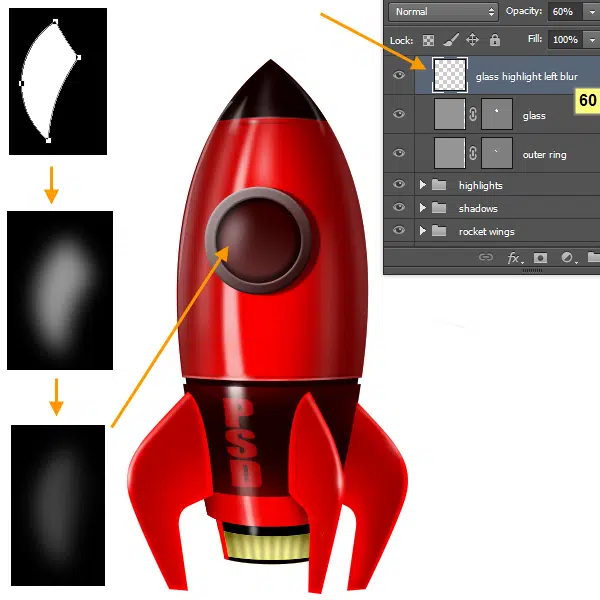 Normal Opacity: 60%
Lock: Fill: 100%
glass highlight left blur
60
glass
outer ring
highlights
shadows
rocket wings
fx
PSD